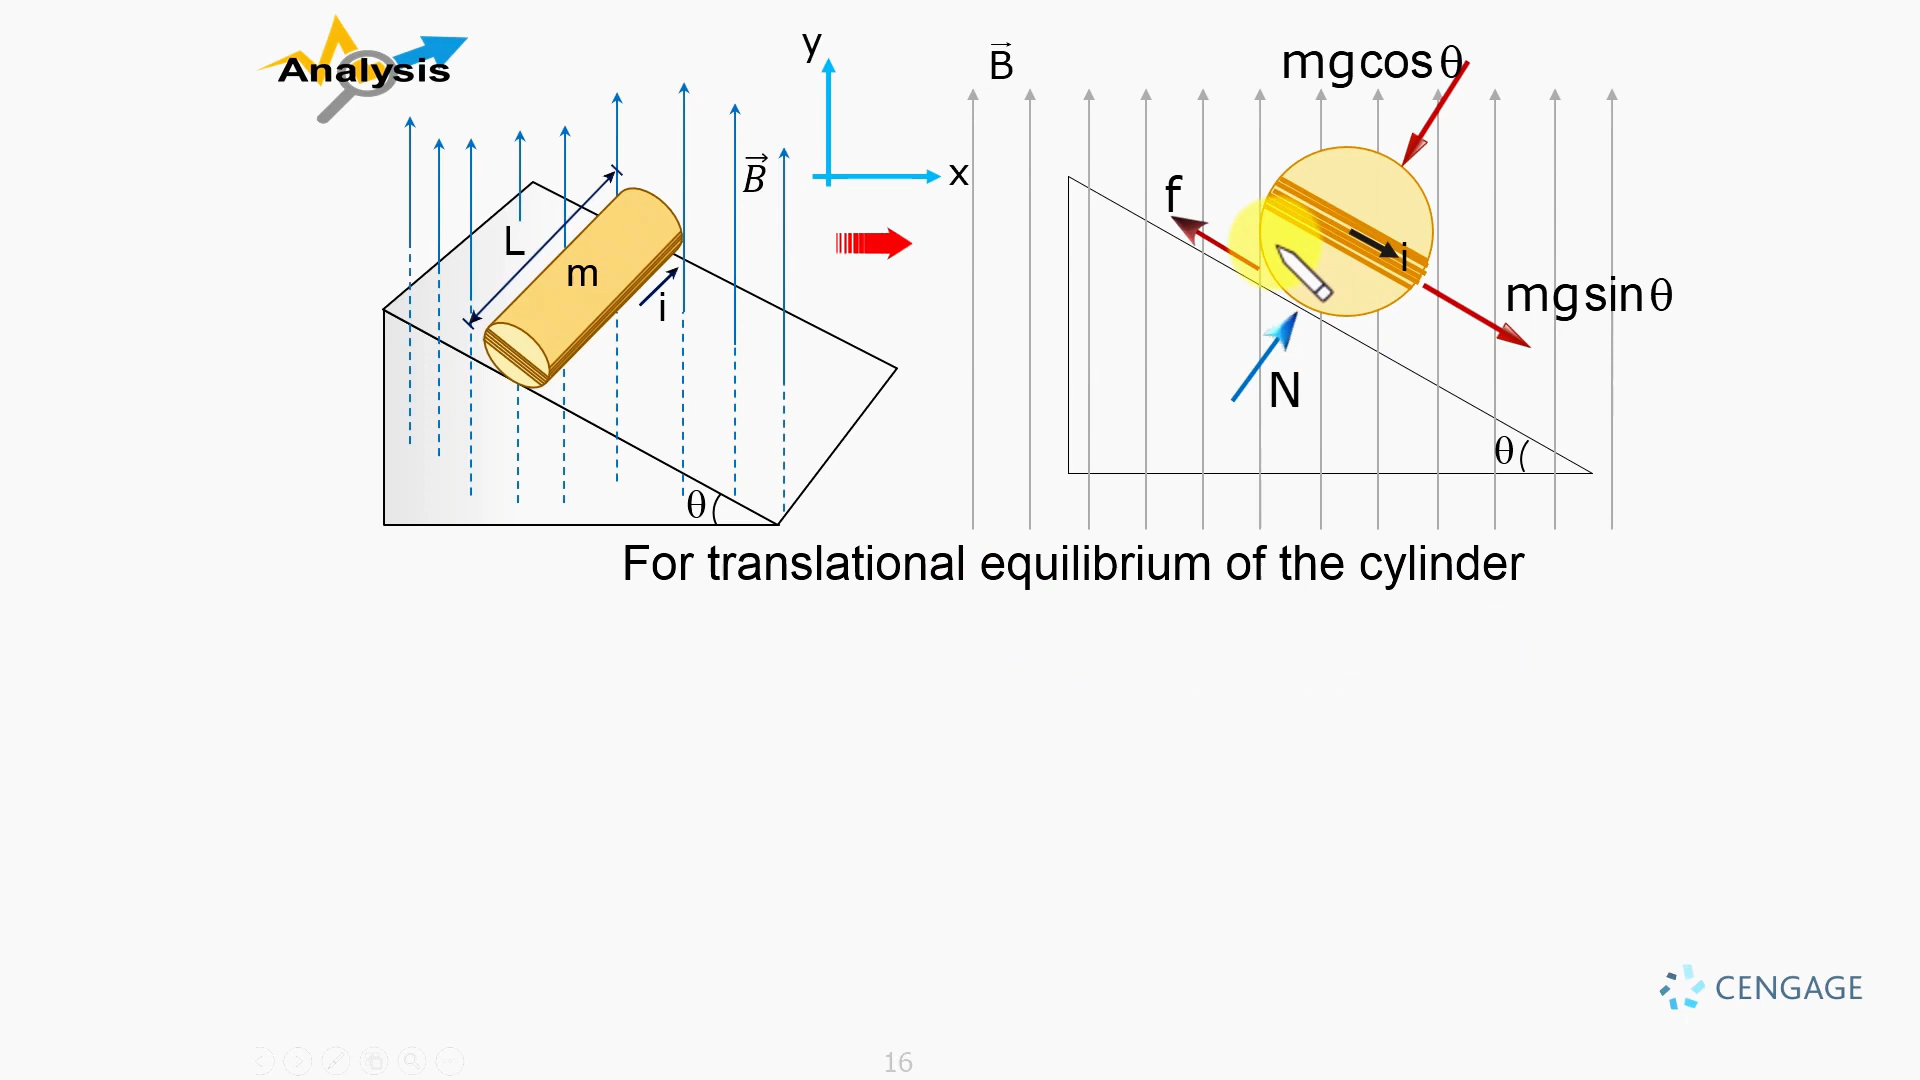 Analysis
y
x
B⃗
L
m
i
θ
B⃗
mgcosθ
f
i
mgsinθ
N
θ
For translational equilibrium of the cylinder
CENGAGE
16